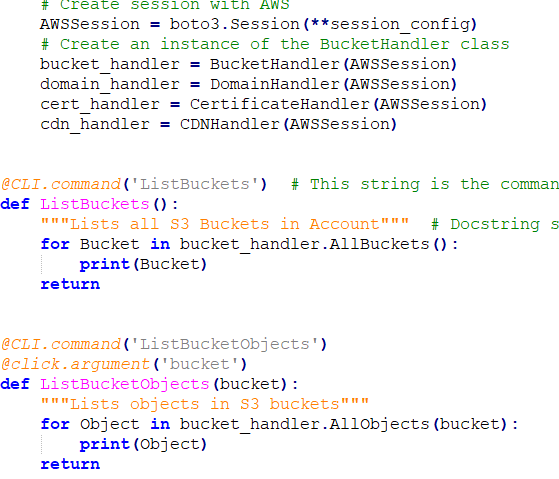 # Create session with AWS
AWSSession = boto3.Session(**session_config)
# Create an instance of the BucketHandler class
bucket_handler = BucketHandler(AWSSession)
domain_handler = DomainHandler(AWSSession)
cert_handler = CertificateHandler(AWSSession)
cdn_handler = CDNHandler(AWSSession)
@CLI.command('ListBuckets')  # This string is the comman
def ListBuckets():
"""Lists all S3 Buckets in Account"""  # Docstring s
for Bucket in bucket_handler.AllBuckets():
print(Bucket)
return
@CLI.command('ListBucketObjects')
@click.argument('bucket')
def ListBucketObjects(bucket):
"""Lists objects in S3 buckets"""
for Object in bucket_handler.AllObjects(bucket):
print(Object)
return